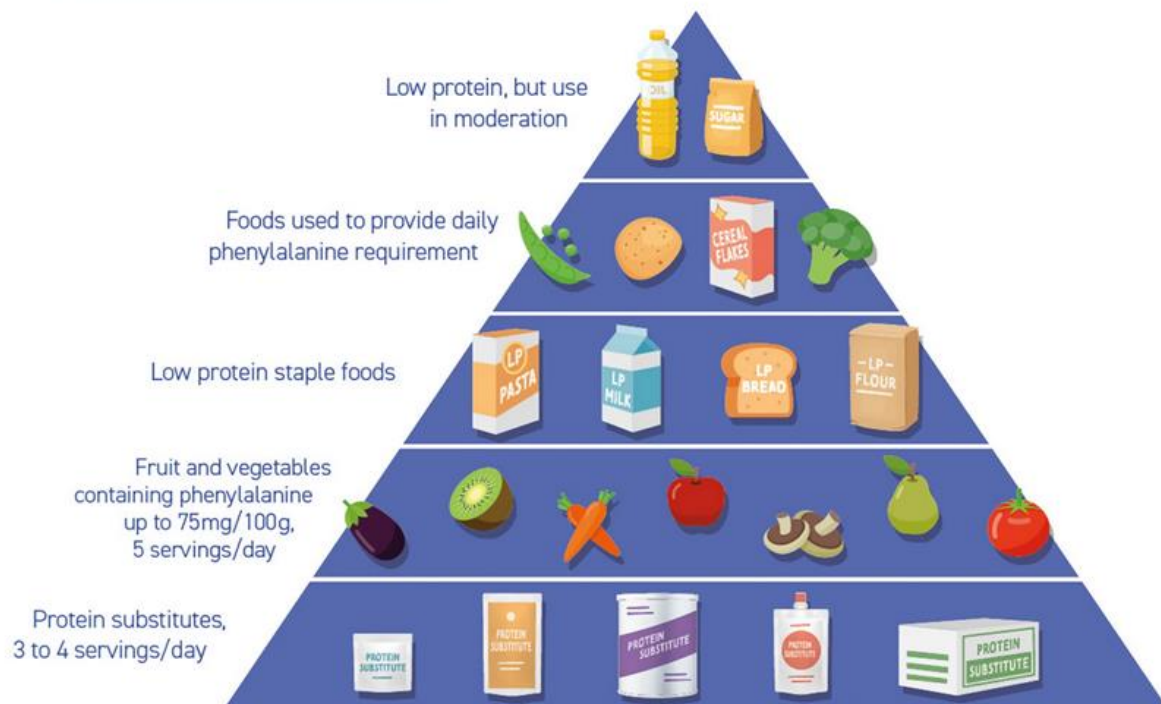 Low protein, but use
in moderation
OIL
SUGAR
Foods used to provide daily
phenylalanine requirement
CEREAL
FLAKES
Low protein staple foods
LP
PASTA
LP
MILK
LP
BREAD
LP
FLOUR
Fruit and vegetables
containing phenylalanine
up to 75mg/100g,
5 servings/day
Protein substitutes,
3 to 4 servings/day
PROTEIN
SUBSTITUTE
PROTEIN
SUBSTITUTE
PROTEIN
SUBSTITUTE
PROTEIN
SUBSTITUTE
PROTEIN
SUBSTITUTE